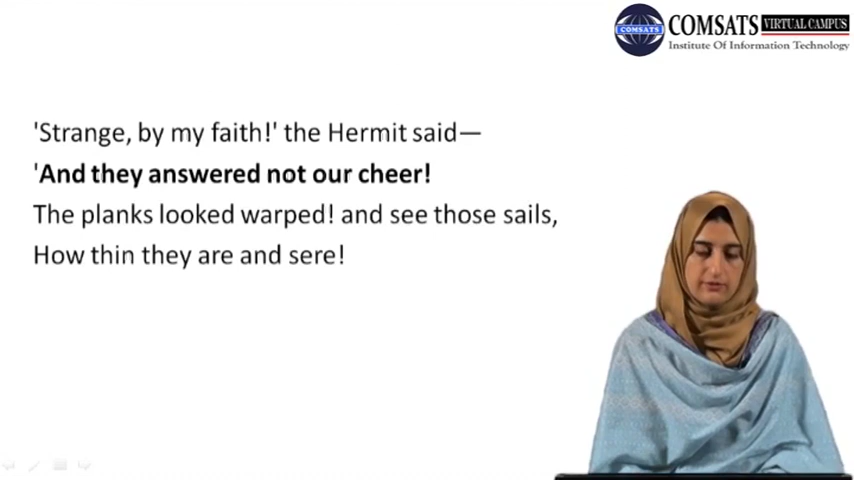 COMSATS VIRTUAL CAMPUS
Institute Of Information Technology
COMSATS
'Strange, by my faith!' the Hermit said—
'And they answered not our cheer!
The planks looked warped! and see those sails,
How thin they are and sere!